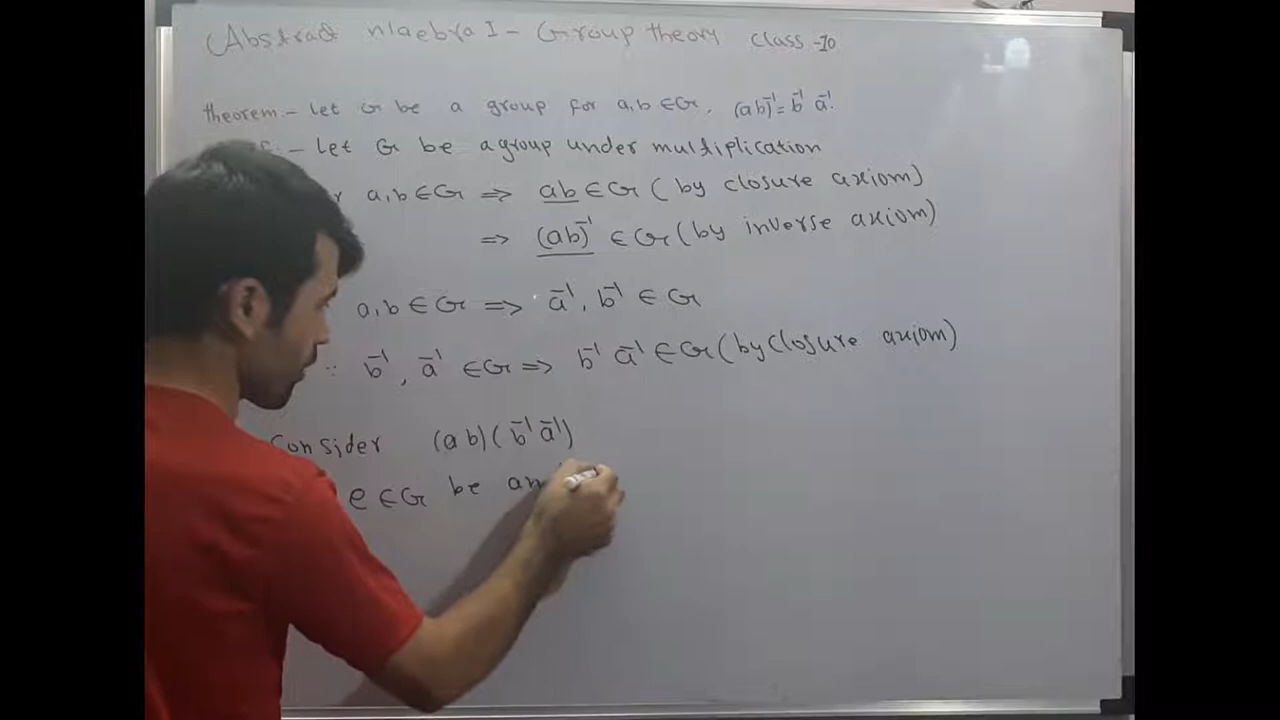 Abstract Algebra I - Group theory class -10
theorem:- let G be a group for a,b ∈ G. (ab)⁻¹ = b⁻¹ a⁻¹.
:- Let G be a group under multiplication
a,b ∈ G ⇒ ab ∈ G (by closure axiom)
⇒ (ab)⁻¹ ∈ G (by inverse axiom)
a,b ∈ G ⇒ a⁻¹, b⁻¹ ∈ G
∵ b⁻¹, a⁻¹ ∈ G ⇒ b⁻¹ a⁻¹ ∈ G (by closure axiom)
Consider (ab)(b⁻¹ a⁻¹)
e ∈ G be an